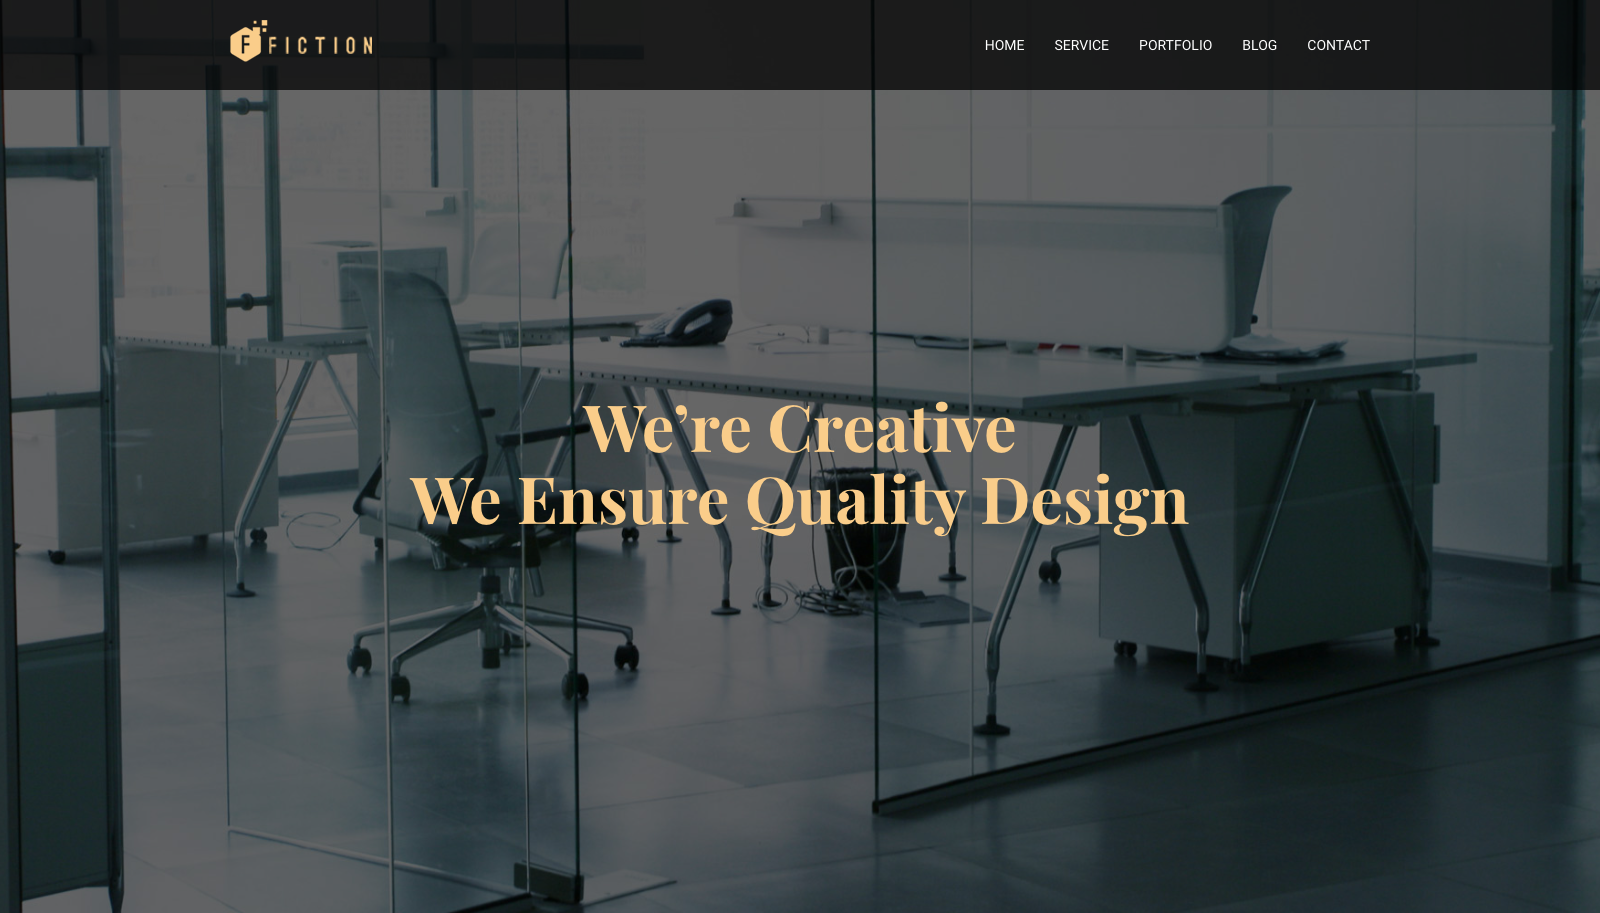 F FICTION
HOME SERVICE PORTFOLIO BLOG CONTACT
We’re Creative
We Ensure Quality Design